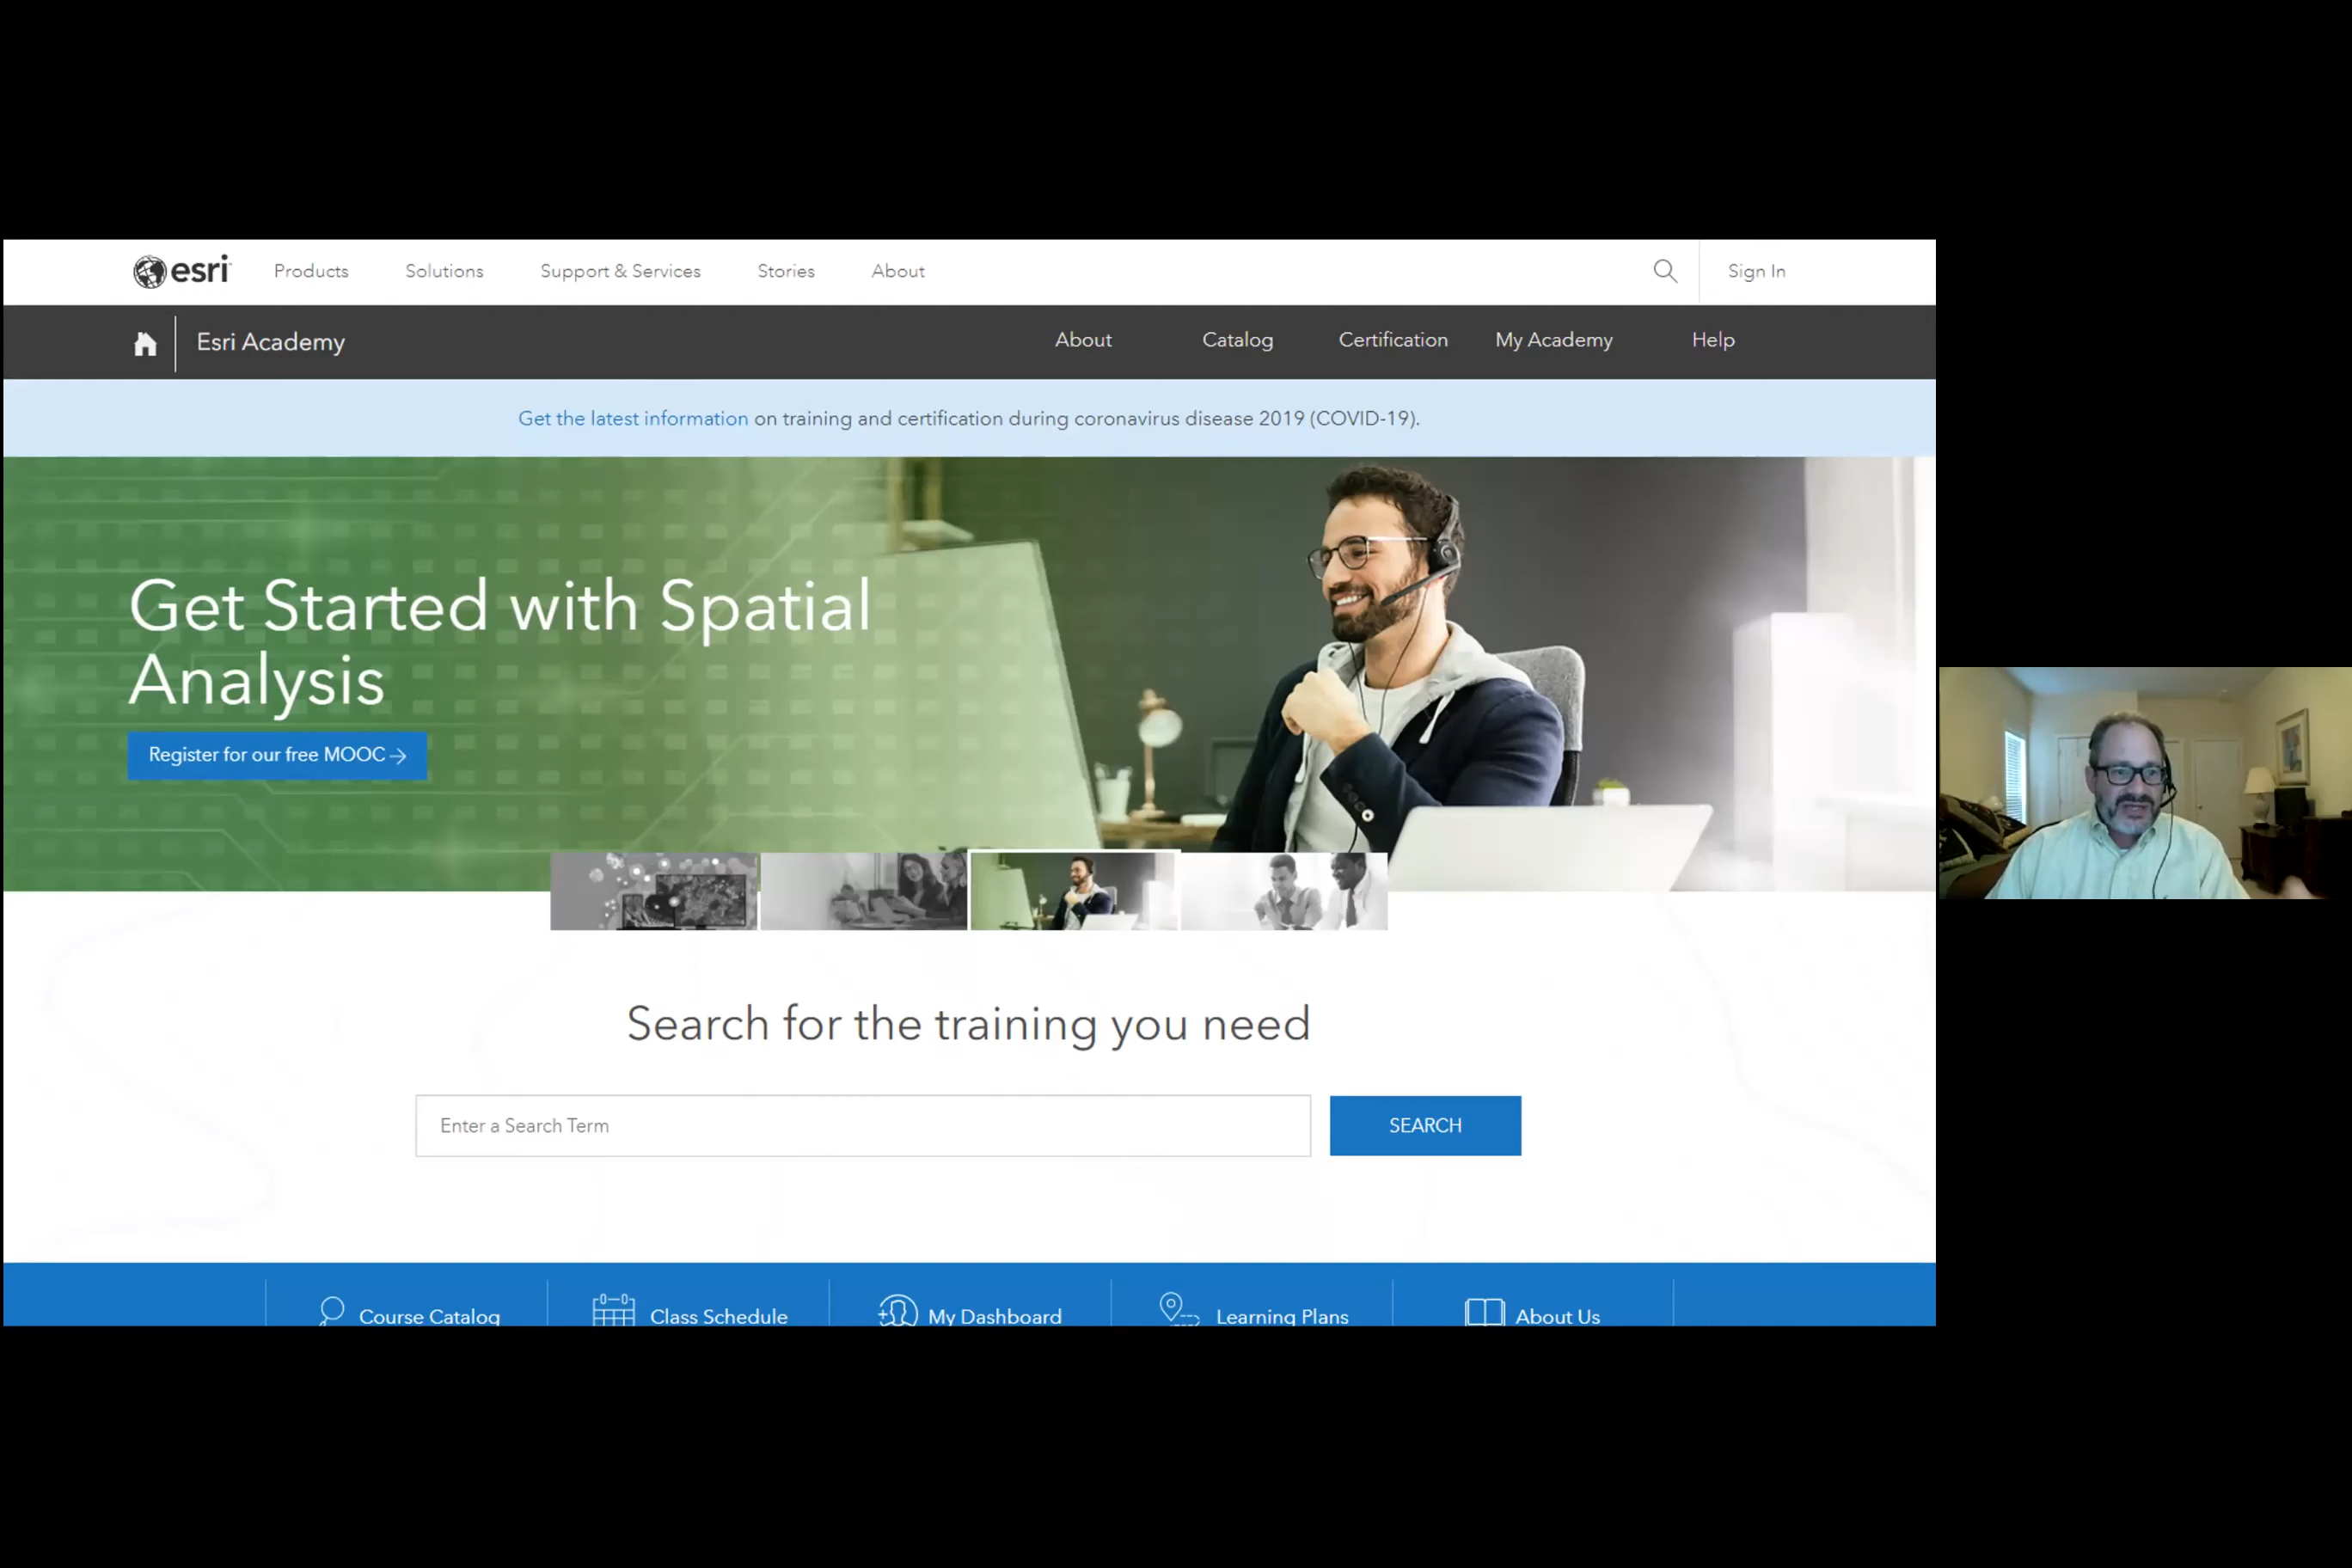 esri
Products
Solutions
Support & Services
Stories
About
Sign In
Esri Academy
About
Catalog
Certification
My Academy
Help
Get the latest information on training and certification during coronavirus disease 2019 (COVID-19).
Get Started with Spatial
Analysis
Register for our free MOOC
Search for the training you need
Enter a Search Term
SEARCH
Course Catalog
Class Schedule
My Dashboard
Learning Plans
About Us